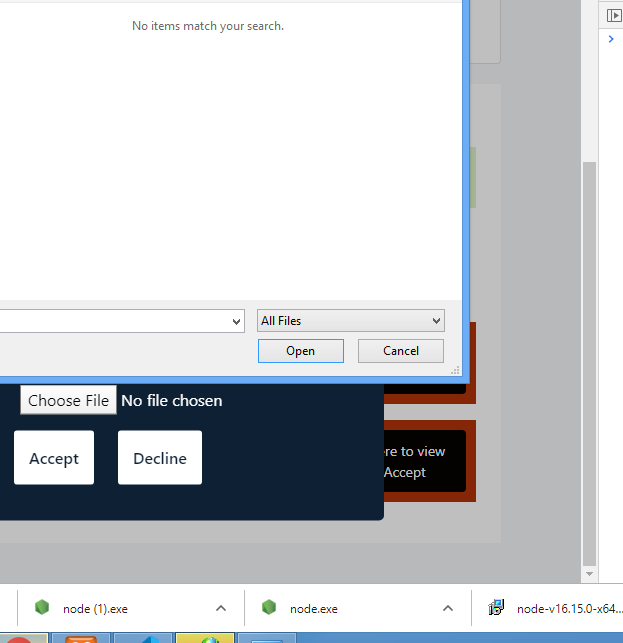 No items match your search.
All Files
Open
Cancel
Choose File No file chosen
Accept
Decline
re to view
Accept
node (1).exe
node.exe
node-v16.15.0-x64...